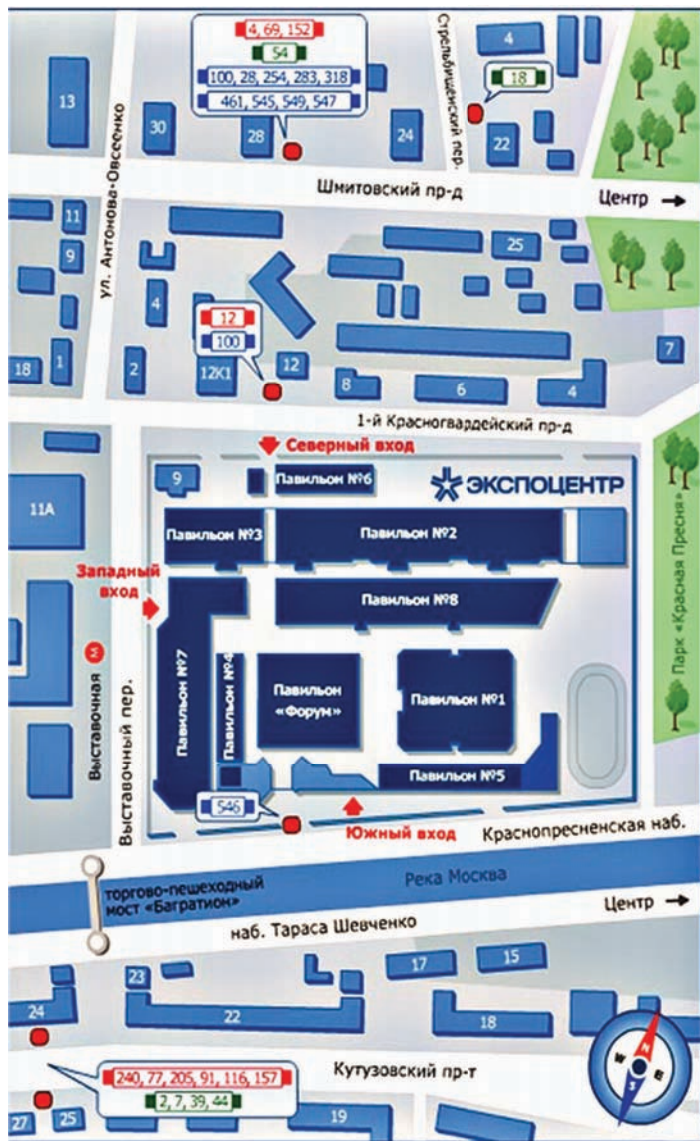 4, 69, 152
54
100, 28, 254, 283, 318
461, 545, 549, 547
Стрельбищенский пер.
4
18
13
30
28
24
22
ул. Антонова-Овсеенко
Шмитовский пр-д
Центр
11
9
25
4
12
100
18
1
2
12К1
12
8
6
4
7
1-й Красногвардейский пр-д
Северный вход
9
Павильон №6
ЭКСПОЦЕНТР
11А
Павильон №3
Павильон №2
Западный
вход
Павильон №8
Парк «Красная Пресня»
М
Выставочная
Выставочный пер.
Павильон №7
Павильон №4
Павильон
«Форум»
Павильон №1
Павильон №5
546
Южный вход
Краснопресненская наб.
торгово-пешеходный
мост «Багратион»
Река Москва
Центр
наб. Тараса Шевченко
17
15
23
24
22
18
N
W
E
S
Кутузовский пр-т
240, 77, 205, 91, 116, 157
2, 7, 39, 44
27
25
19